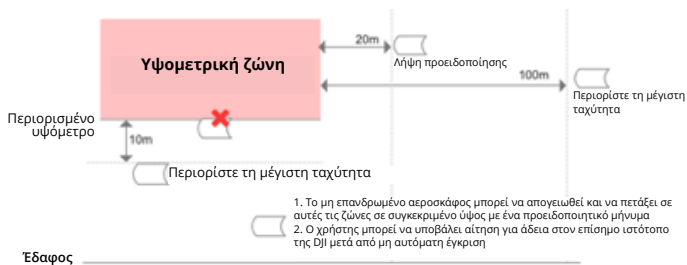 20m
Υψομετρική ζώνη
Λήψη προειδοποίησης
100m
Περιορίστε τη μέγιστη
ταχύτητα
Περιορισμένο
υψόμετρο
10m
Περιορίστε τη μέγιστη ταχύτητα
1. Το μη επανδρωμένο αεροσκάφος μπορεί να απογειωθεί και να πετάξει σε
αυτές τις ζώνες σε συγκεκριμένο ύψος με ένα προειδοποιητικό μήνυμα
2. Ο χρήστης μπορεί να υποβάλει αίτηση για άδεια στον επίσημο ιστότοπο
της DJI μετά από μη αυτόματη έγκριση
Έδαφος